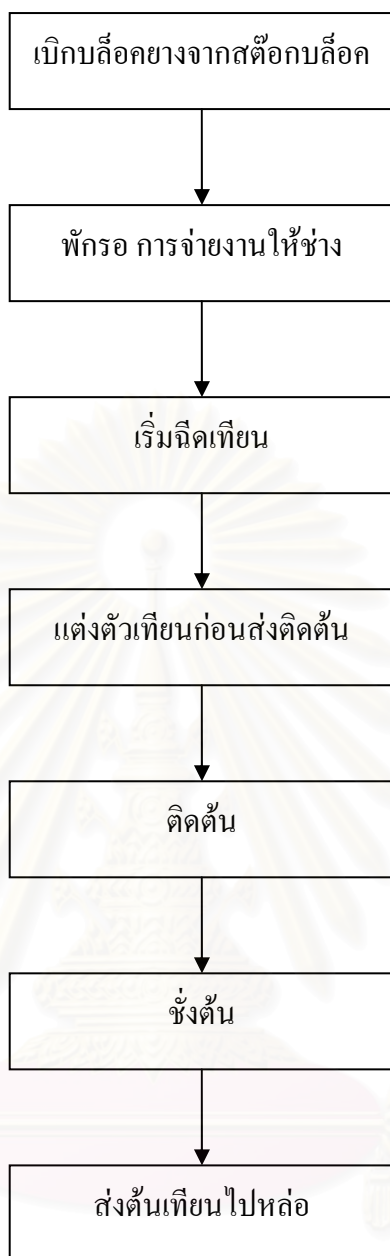 เบิกบล็อคยางจากสต๊อกบล็อค
พักรอ การจ่ายงานให้ช่าง
เริ่มฉีดเทียน
แต่งตัวเทียนก่อนส่งติดต้น
ติดต้น
ชั่งต้น
ส่งต้นเทียนไปหล่อ